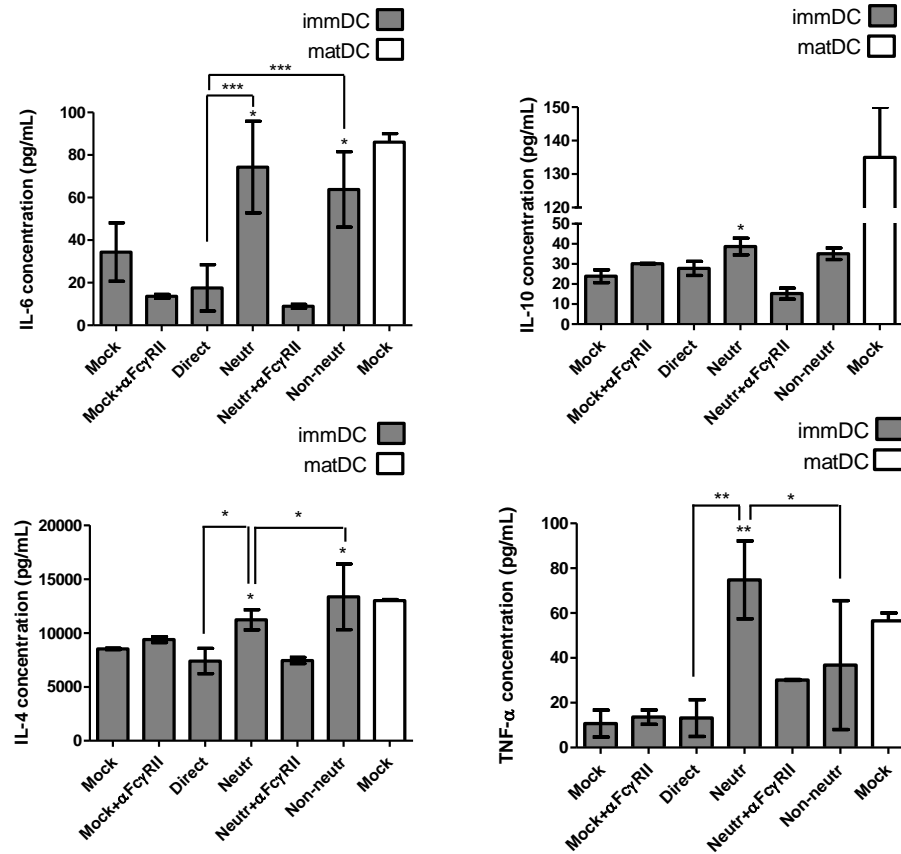 immDC
matDC
***
***
*
*
100
80
60
40
20
0
IL-6 concentration (pg/mL)
Mock
Mock+αFcγRII
Direct
Neutr
Neutr+αFcγRII
Non-neutr
Mock
immDC
matDC
150
140
130
120
50
40
30
20
10
0
*
IL-10 concentration (pg/mL)
Mock
Mock+αFcγRII
Direct
Neutr
Neutr+αFcγRII
Non-neutr
Mock
immDC
matDC
*
*
*
*
20000
15000
10000
5000
0
IL-4 concentration (pg/mL)
Mock
Mock+αFcγRII
Direct
Neutr
Neutr+αFcγRII
Non-neutr
Mock
immDC
matDC
**
*
**
100
80
60
40
20
0
TNF-α concentration (pg/mL)
Mock
Mock+αFcγRII
Direct
Neutr
Neutr+αFcγRII
Non-neutr
Mock